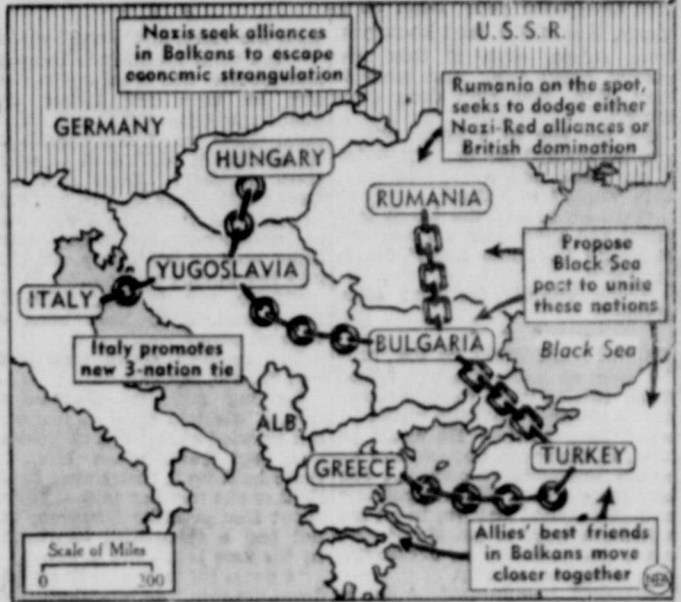 Nazis seek alliances
in Balkans to escape
economic strangulation
U.S.S.R.
Rumania on the spot,
seeks to dodge either
Nazi-Red alliances or
British domination
GERMANY
HUNGARY
RUMANIA
Propose
Black Sea
pact to unite
these nations
YUGOSLAVIA
ITALY
Italy promotes
new 3-nation tie
BULGARIA
Black Sea
ALB.
GREECE
TURKEY
Allies' best friends
in Balkans move
closer together
Scale of Miles
0 200
NEA